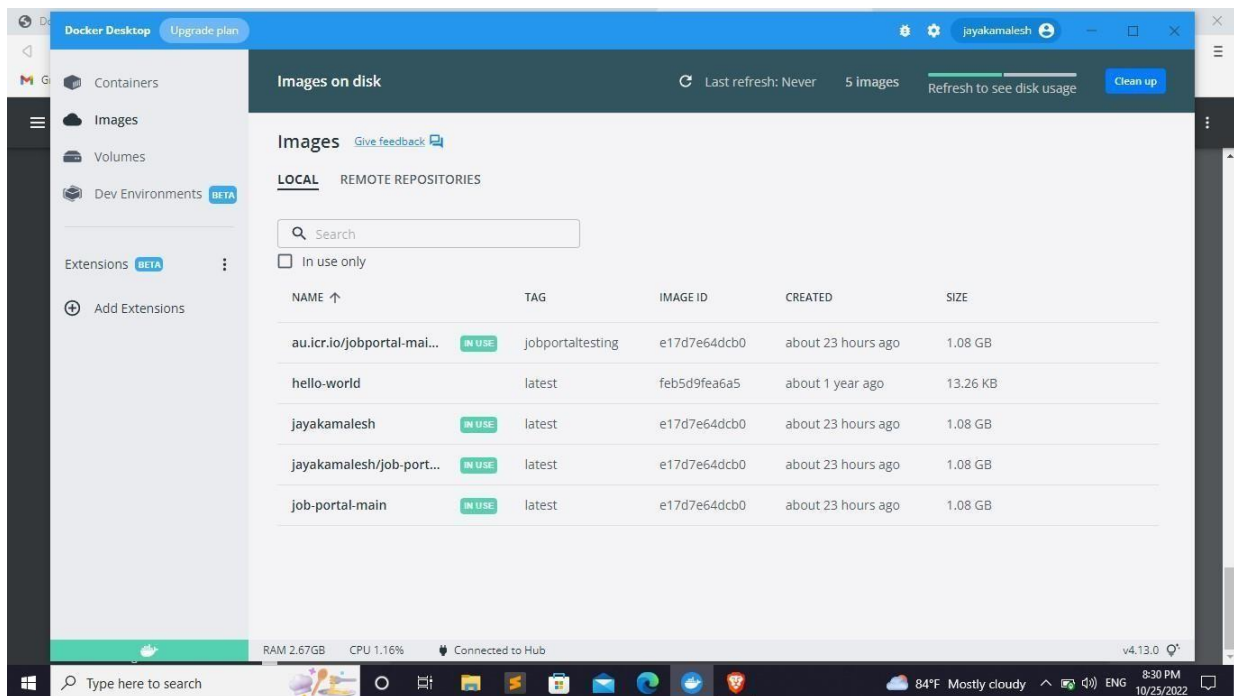 Docker Desktop Upgrade plan jayakamalesh
Containers
Images
Volumes
Dev Environments BETA
Extensions BETA
Add Extensions
Images on disk Last refresh: Never 5 images Refresh to see disk usage Clean up
Images Give feedback
LOCAL REMOTE REPOSITORIES
Search
In use only
NAME TAG IMAGE ID CREATED SIZE
au.icr.io/jobportal-mai... IN USE jobportaltesting e17d7e64dcb0 about 23 hours ago 1.08 GB
hello-world latest feb5d9fea6a5 about 1 year ago 13.26 KB
jayakamalesh IN USE latest e17d7e64dcb0 about 23 hours ago 1.08 GB
jayakamalesh/job-port... IN USE latest e17d7e64dcb0 about 23 hours ago 1.08 GB
job-portal-main IN USE latest e17d7e64dcb0 about 23 hours ago 1.08 GB
RAM 2.67GB CPU 1.16% Connected to Hub v4.13.0
Type here to search 84°F Mostly cloudy ENG 8:30 PM
10/25/2022